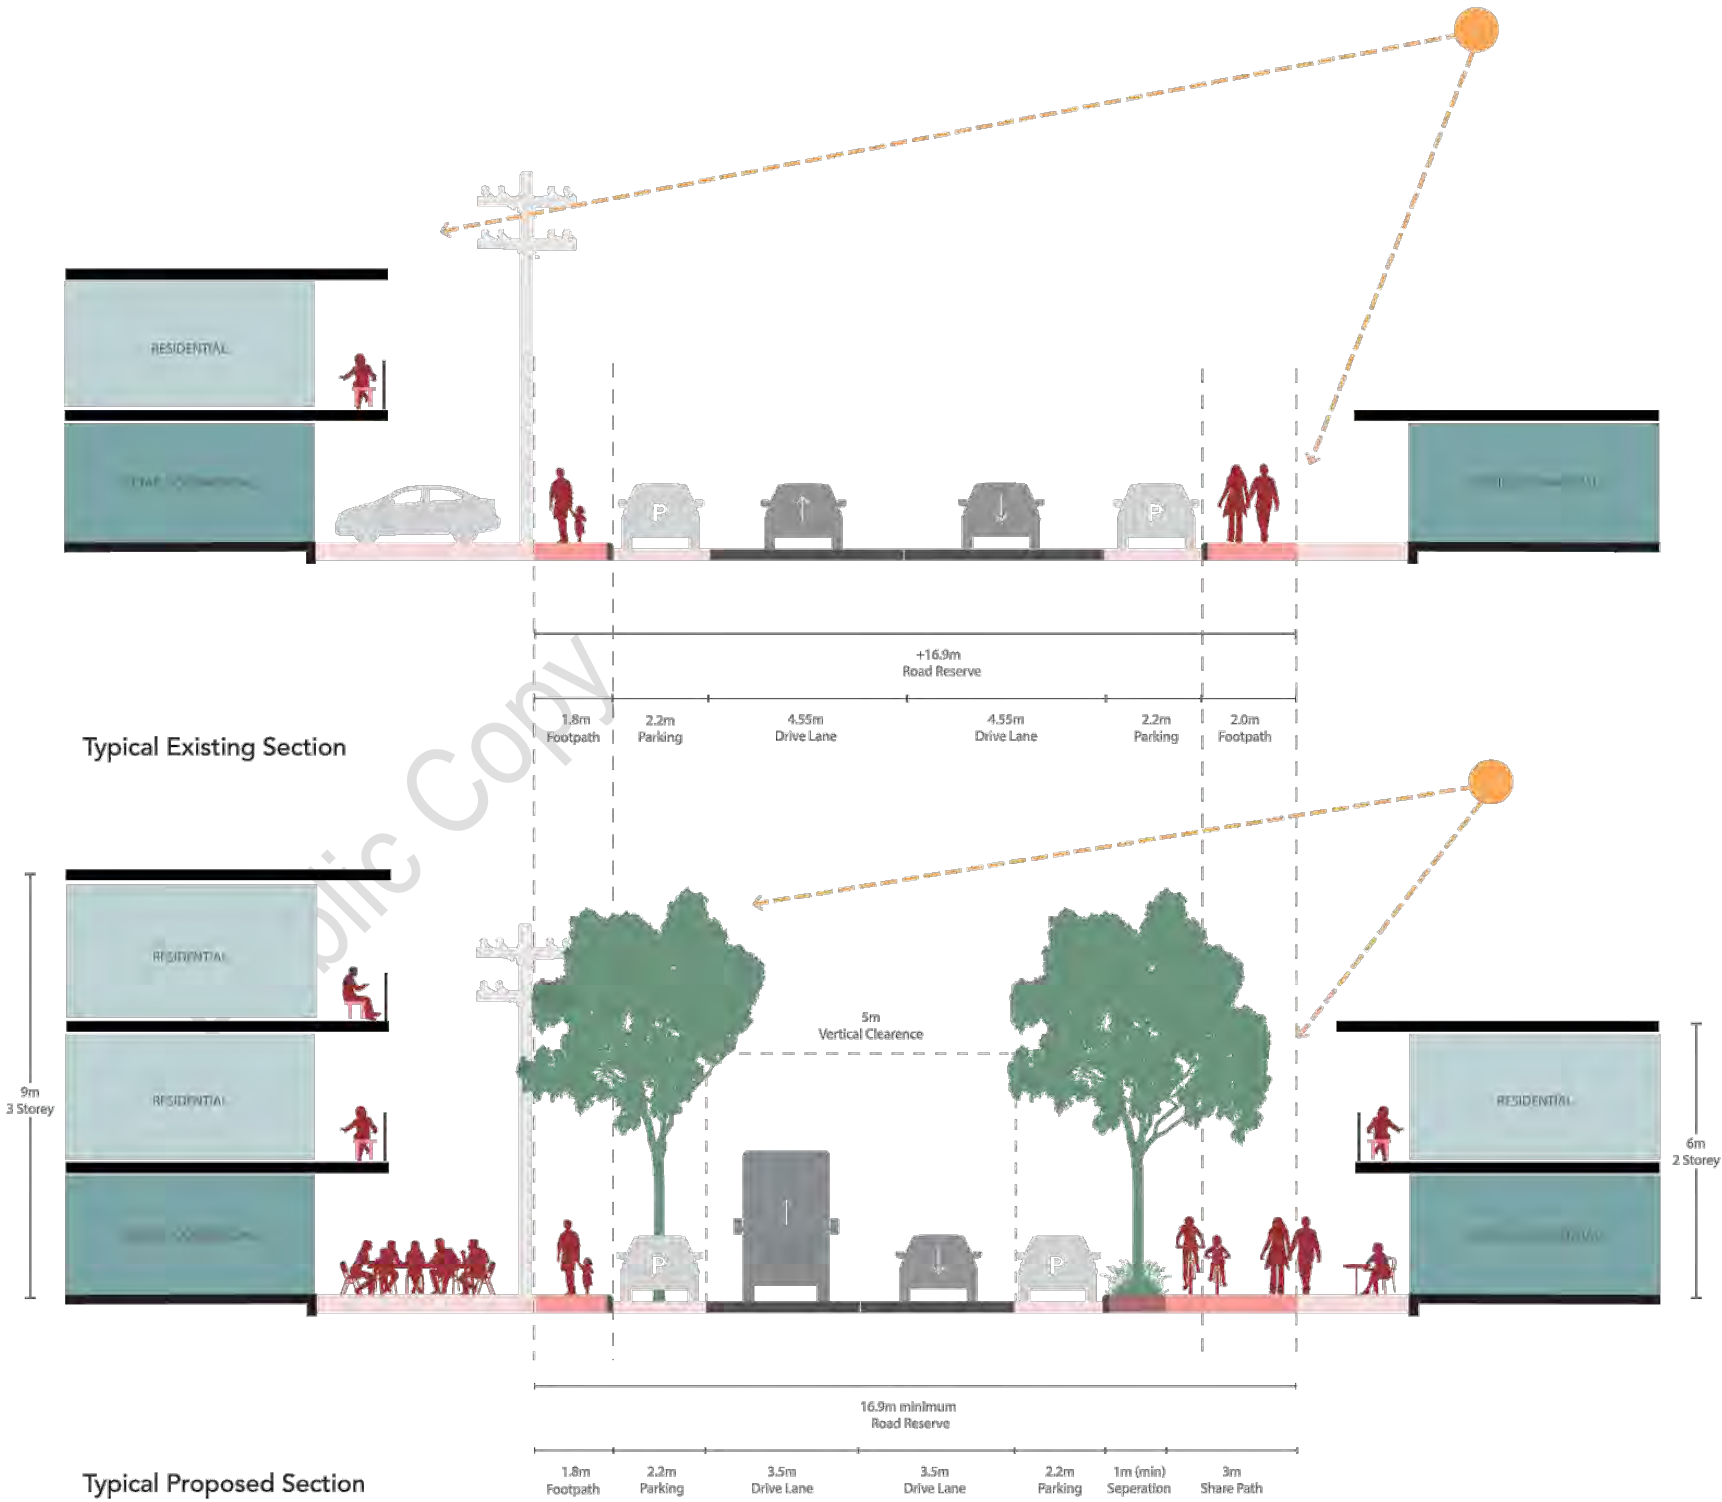 RESIDENTIAL
P
P
+16.9m
Road Reserve
1.8m
Footpath
2.2m
Parking
4.55m
Drive Lane
4.55m
Drive Lane
2.2m
Parking
2.0m
Footpath
Typical Existing Section
Copy
RESIDENTIAL
5m
Vertical Clearence
9m
3 Storey
RESIDENTIAL
RESIDENTIAL
6m
2 Storey
P
P
16.9m minimum
Road Reserve
1.8m
Footpath
2.2m
Parking
3.5m
Drive Lane
3.5m
Drive Lane
2.2m
Parking
1m (min)
Seperation
3m
Share Path
Typical Proposed Section